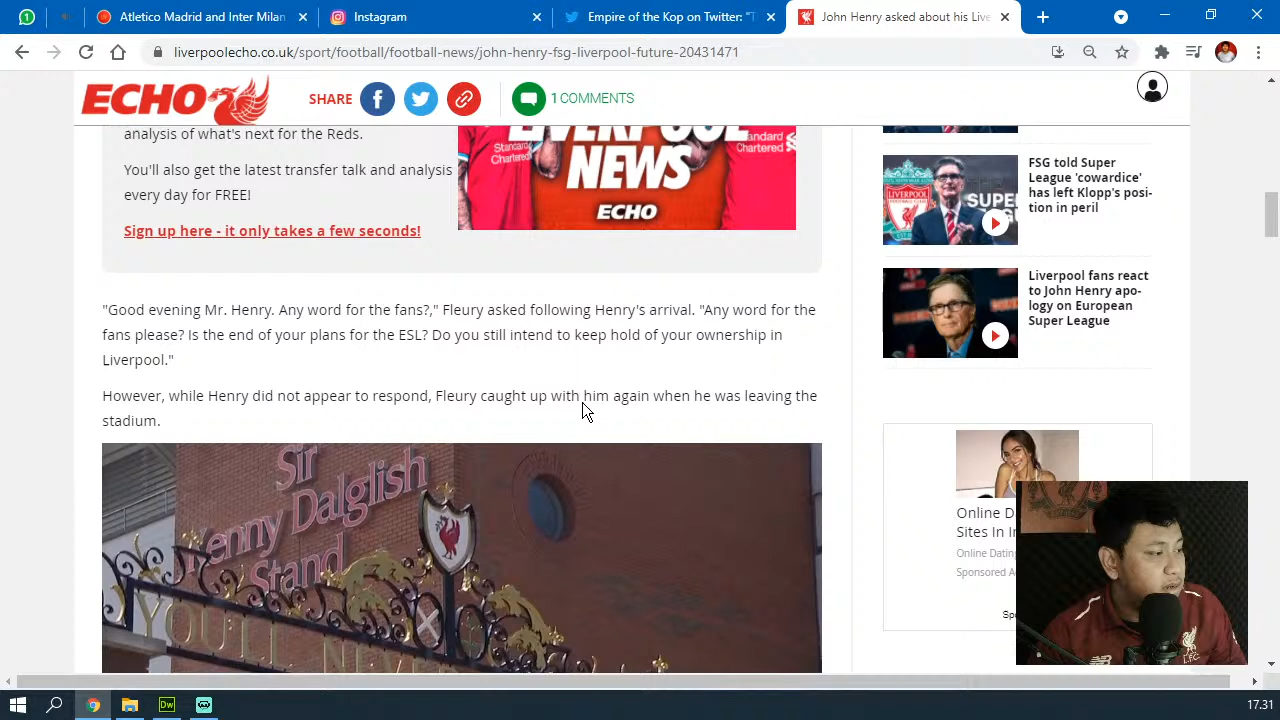 Atletico Madrid and Inter Milan
Instagram
Empire of the Kop on Twitter: "T
John Henry asked about his Live
liverpoolecho.co.uk/sport/football/football-news/john-henry-fsg-liverpool-future-20431471
ECHO
SHARE
1 COMMENTS
analysis of what's next for the Reds.
You'll also get the latest transfer talk and analysis
every day for FREE!
Sign up here - it only takes a few seconds!
Standard
Chartered
LIVERPOOL
NEWS
ECHO
FSG told Super
League 'cowardice'
has left Klopp's posi-
tion in peril
Liverpool fans react
to John Henry apo-
logy on European
Super League
"Good evening Mr. Henry. Any word for the fans?," Fleury asked following Henry's arrival. "Any word for the
fans please? Is the end of your plans for the ESL? Do you still intend to keep hold of your ownership in
Liverpool."
However, while Henry did not appear to respond, Fleury caught up with him again when he was leaving the
stadium.
Sir
Kenny Dalglish
Stand
YOU'LL NEVE
Online D
Sites In I
Online Dating
Sponsored A
Spo
L.F.C.
17.31